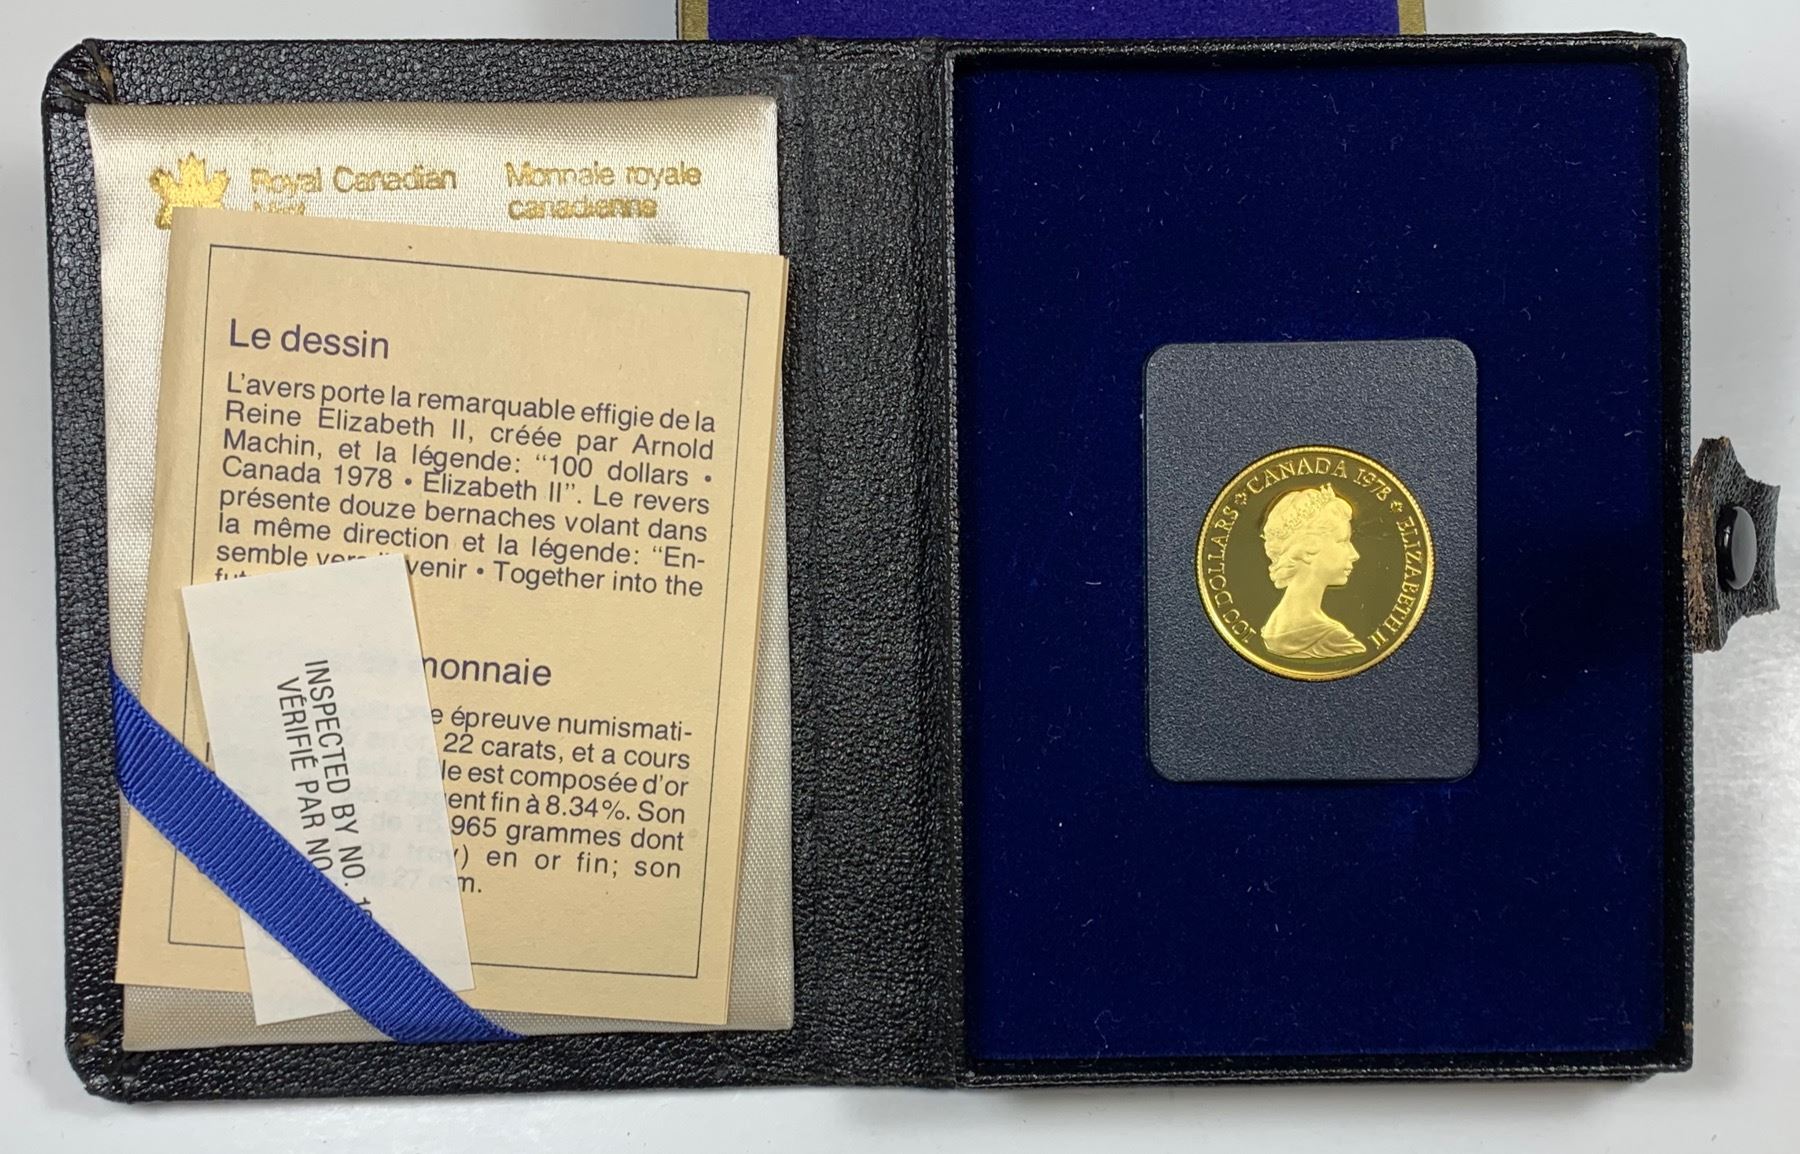 Royal Canadian
Monnaie royale
canadienne
Le dessin
L'avers porte la remarquable effigie de la
Reine Elizabeth II, créée par Arnold
Machin, et la légende: “100 dollars •
Canada 1978 • Elizabeth II”. Le revers
présente douze bernaches volant dans
la même direction et la légende: “En-
semble venir • Together into the
monnaie
épreuve numismati-
22 carats, et a cours
est composée d'or
fin à 8.34%. Son
965 grammes dont
en or fin; son
INSPECTED BY NO.
VÉRIFIÉ PAR NO
100 DOLLARS CANADA 1978 ELIZABETH II